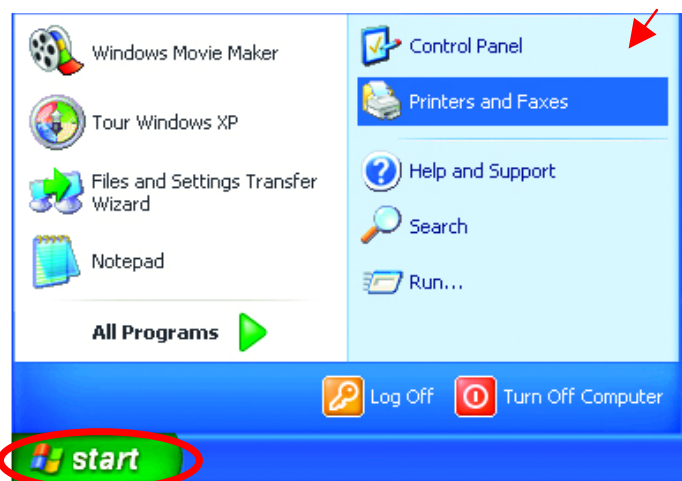 Windows Movie Maker
Tour Windows XP
Files and Settings Transfer
Wizard
Notepad
All Programs
Control Panel
Printers and Faxes
Help and Support
Search
Run...
Log Off
Turn Off Computer
start